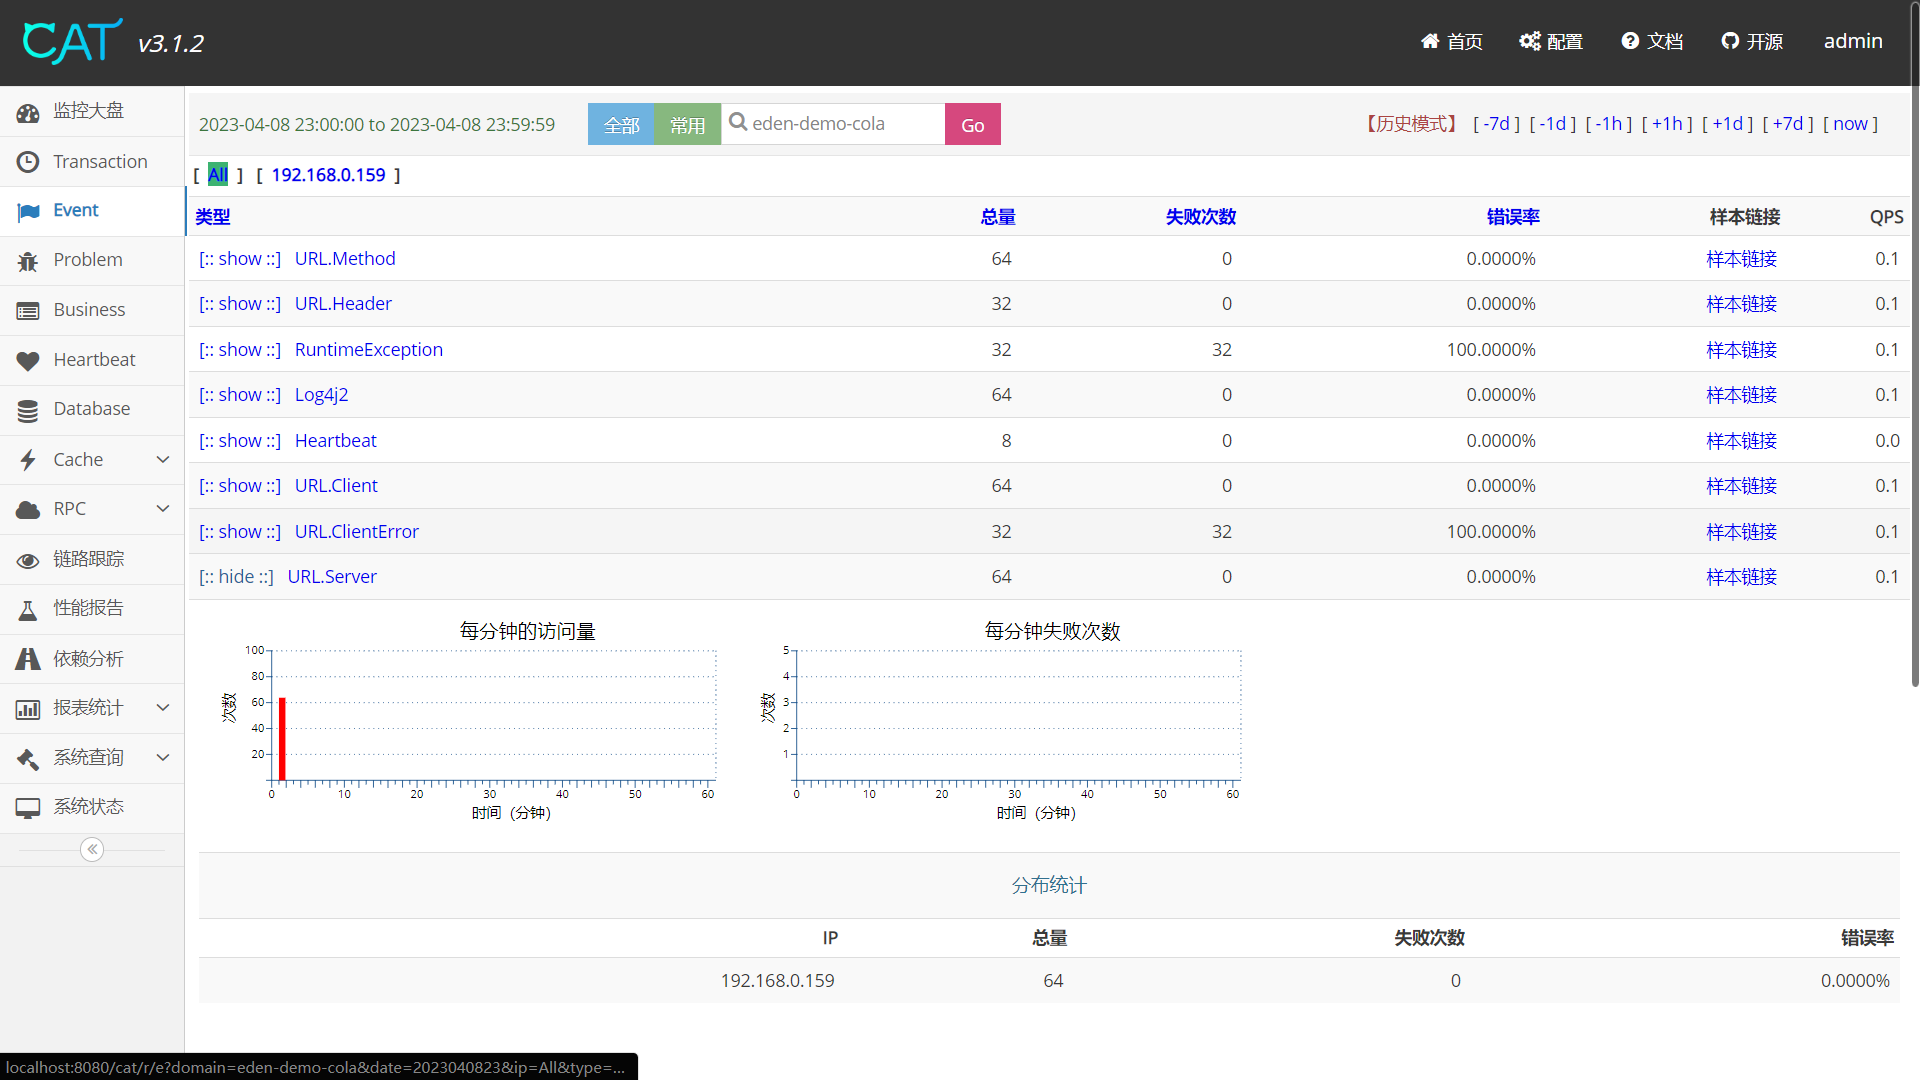 CAT v3.1.2 首页 配置 文档 开源 admin
监控大盘
Transaction
Event
Problem
Business
Heartbeat
Database
Cache
RPC
链路跟踪
性能报告
依赖分析
报表统计
系统查询
系统状态
2023-04-08 23:00:00 to 2023-04-08 23:59:59 全部 常用 eden-demo-cola Go 【历史模式】 [ -7d ] [ -1d ] [ -1h ] [ +1h ] [ +1d ] [ +7d ] [ now ]
[ All ] [ 192.168.0.159 ]
类型 总量 失败次数 错误率 样本链接 QPS
[:: show ::] URL.Method 64 0 0.0000% 样本链接 0.1
[:: show ::] URL.Header 32 0 0.0000% 样本链接 0.1
[:: show ::] RuntimeException 32 32 100.0000% 样本链接 0.1
[:: show ::] Log4j2 64 0 0.0000% 样本链接 0.1
[:: show ::] Heartbeat 8 0 0.0000% 样本链接 0.0
[:: show ::] URL.Client 64 0 0.0000% 样本链接 0.1
[:: show ::] URL.ClientError 32 32 100.0000% 样本链接 0.1
[:: hide ::] URL.Server 64 0 0.0000% 样本链接 0.1
每分钟的访问量
次数
100
80
60
40
20
0 10 20 30 40 50 60
时间（分钟）
每分钟失败次数
次数
5
4
3
2
1
0 10 20 30 40 50 60
时间（分钟）
分布统计
IP 总量 失败次数 错误率
192.168.0.159 64 0 0.0000%
localhost:8080/cat/r/e?domain=eden-demo-cola&date=2023040823&ip=All&type=...